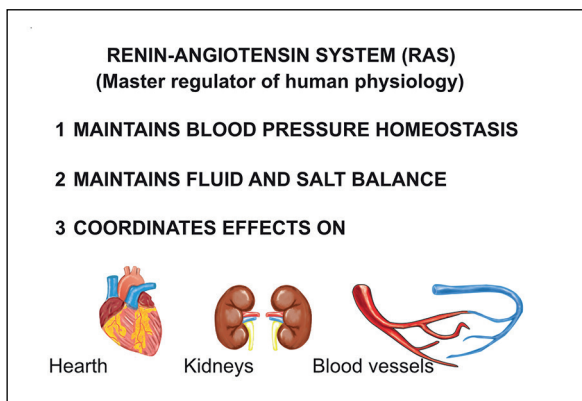 RENIN-ANGIOTENSIN SYSTEM (RAS)
(Master regulator of human physiology)
1 MAINTAINS BLOOD PRESSURE HOMEOSTASIS
2 MAINTAINS FLUID AND SALT BALANCE
3 COORDINATES EFFECTS ON
Hearth Kidneys Blood vessels